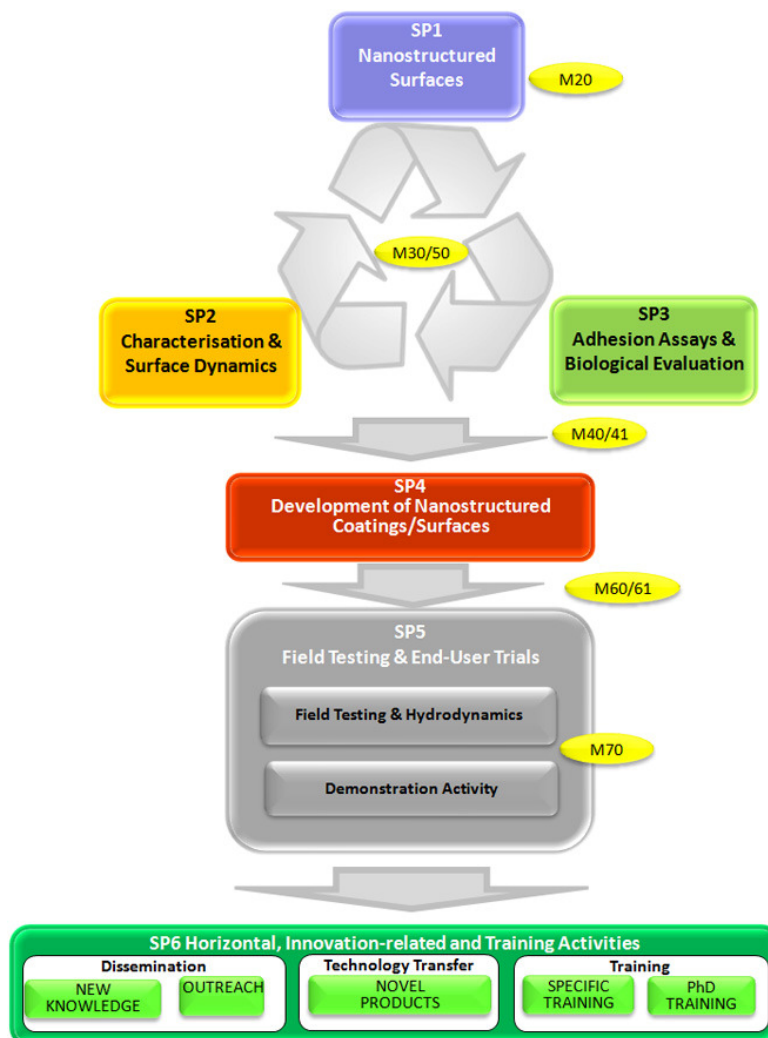 SP1
Nanostructured
Surfaces
M20
M30/50
SP2
Characterisation &
Surface Dynamics
SP3
Adhesion Assays &
Biological Evaluation
M40/41
SP4
Development of Nanostructured
Coatings/Surfaces
M60/61
SP5
Field Testing & End-User Trials
Field Testing & Hydrodynamics
M70
Demonstration Activity
SP6 Horizontal, Innovation-related and Training Activities
Dissemination
NEW
KNOWLEDGE
OUTREACH
Technology Transfer
NOVEL
PRODUCTS
Training
SPECIFIC
TRAINING
PhD
TRAINING